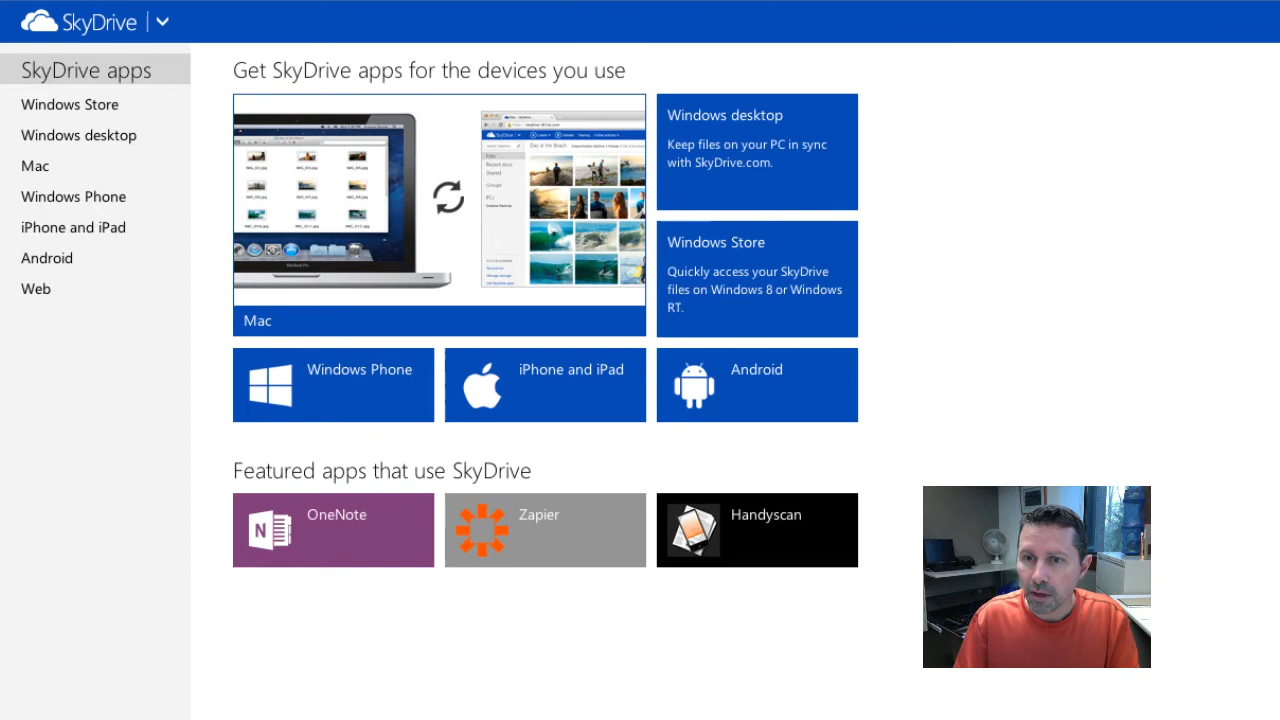 SkyDrive
SkyDrive apps
Windows Store
Windows desktop
Mac
Windows Phone
iPhone and iPad
Android
Web
Get SkyDrive apps for the devices you use
Mac
Windows desktop
Keep files on your PC in sync
with SkyDrive.com.
Windows Store
Quickly access your SkyDrive
files on Windows 8 or Windows
RT.
Windows Phone
iPhone and iPad
Android
Featured apps that use SkyDrive
N
OneNote
Zapier
Handyscan